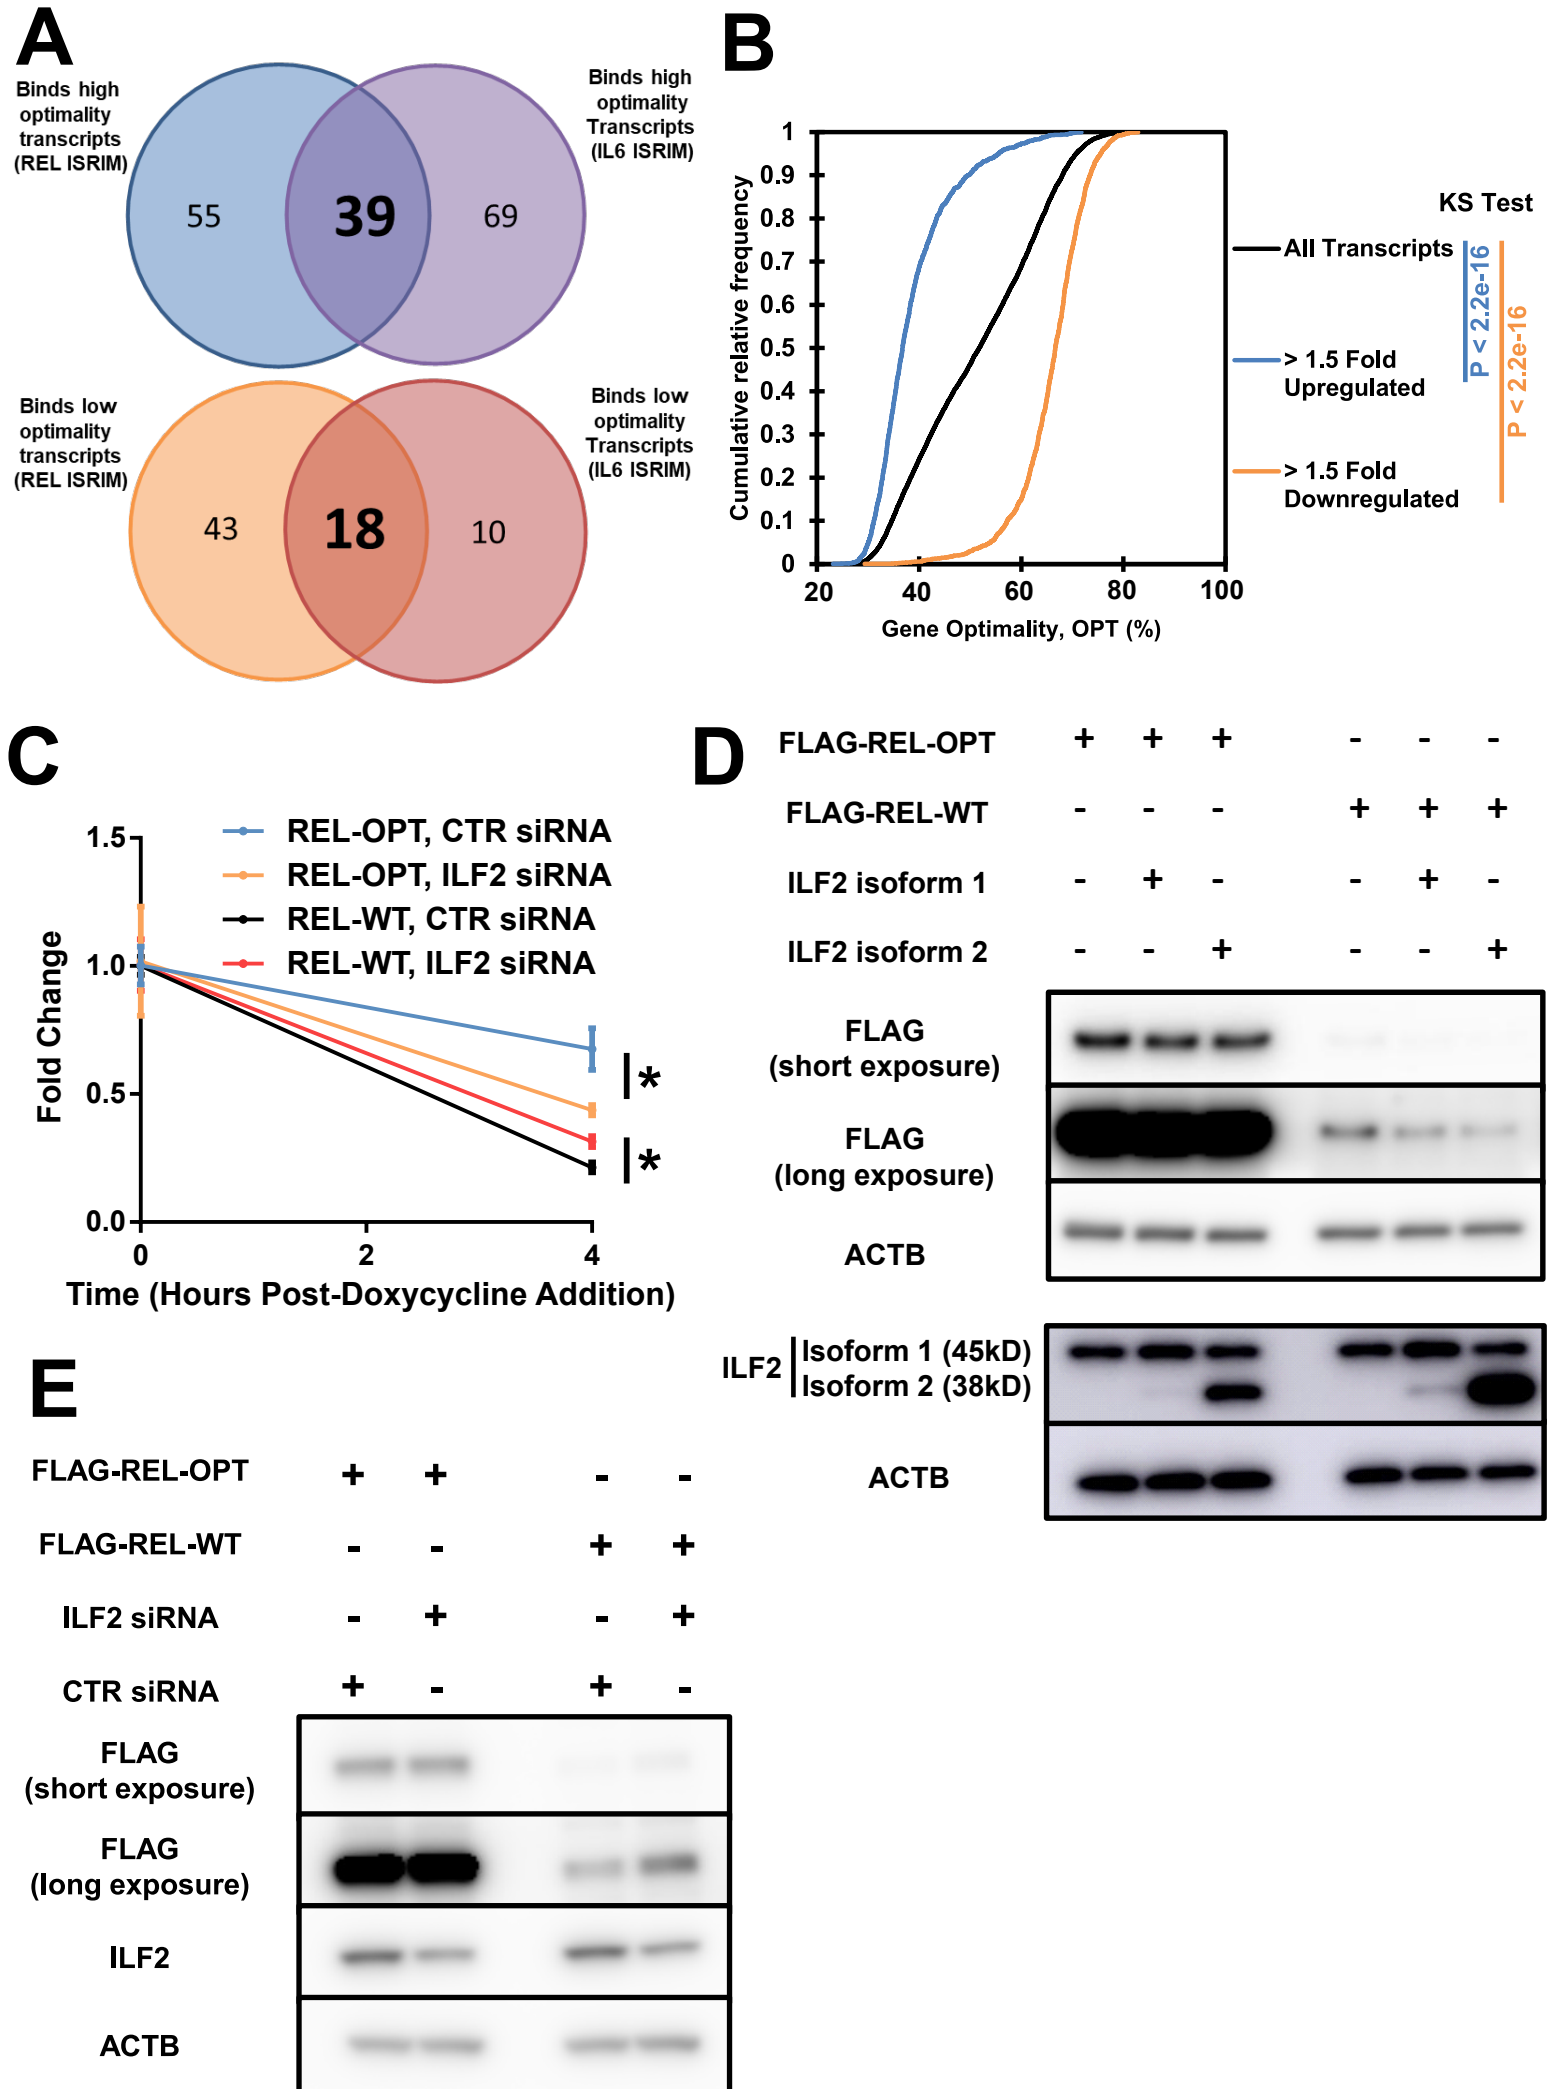 A
Binds high
optimality
transcripts
(REL ISRIM)
Binds high
optimality
Transcripts
(IL6 ISRIM)
55
39
69
Binds low
optimality
transcripts
(REL ISRIM)
Binds low
optimality
Transcripts
(IL6 ISRIM)
43
18
10
B
Cumulative relative frequency
1
0.9
0.8
0.7
0.6
0.5
0.4
0.3
0.2
0.1
0
20
40
60
80
100
Gene Optimality, OPT (%)
KS Test
All Transcripts
> 1.5 Fold
Upregulated
> 1.5 Fold
Downregulated
P < 2.2e-16
P < 2.2e-16
C
Fold Change
1.5
1.0
0.5
0.0
0
2
4
Time (Hours Post-Doxycycline Addition)
REL-OPT, CTR siRNA
REL-OPT, ILF2 siRNA
REL-WT, CTR siRNA
REL-WT, ILF2 siRNA
*
*
D
FLAG-REL-OPT + + + - - -
FLAG-REL-WT - - - + + +
ILF2 isoform 1 - + - - + -
ILF2 isoform 2 - - + - - +
FLAG
(short exposure)
FLAG
(long exposure)
ACTB
ILF2
Isoform 1 (45kD)
Isoform 2 (38kD)
ACTB
E
FLAG-REL-OPT + + - -
FLAG-REL-WT - - + +
ILF2 siRNA - + - +
CTR siRNA + - + -
FLAG
(short exposure)
FLAG
(long exposure)
ILF2
ACTB